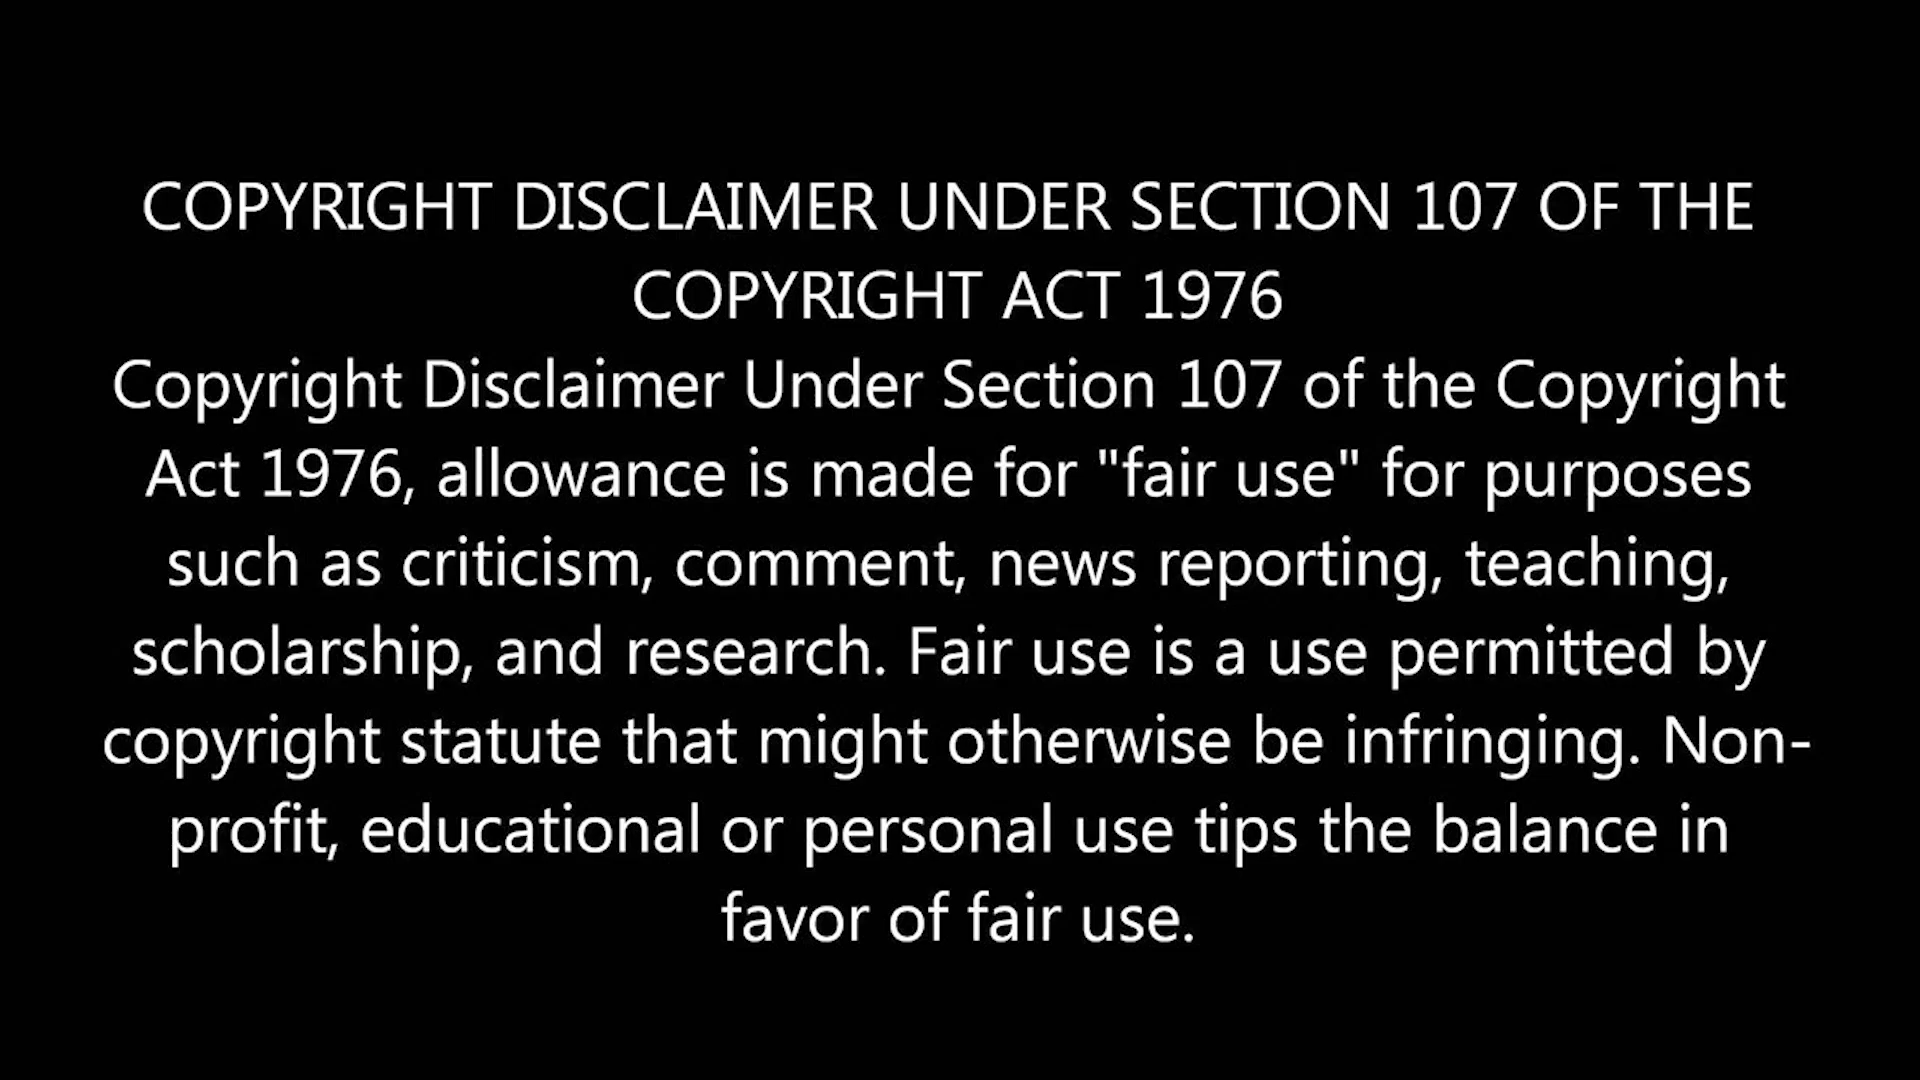 COPYRIGHT DISCLAIMER UNDER SECTION 107 OF THE
COPYRIGHT ACT 1976
Copyright Disclaimer Under Section 107 of the Copyright
Act 1976, allowance is made for "fair use" for purposes
such as criticism, comment, news reporting, teaching,
scholarship, and research. Fair use is a use permitted by
copyright statute that might otherwise be infringing. Non-
profit, educational or personal use tips the balance in
favor of fair use.